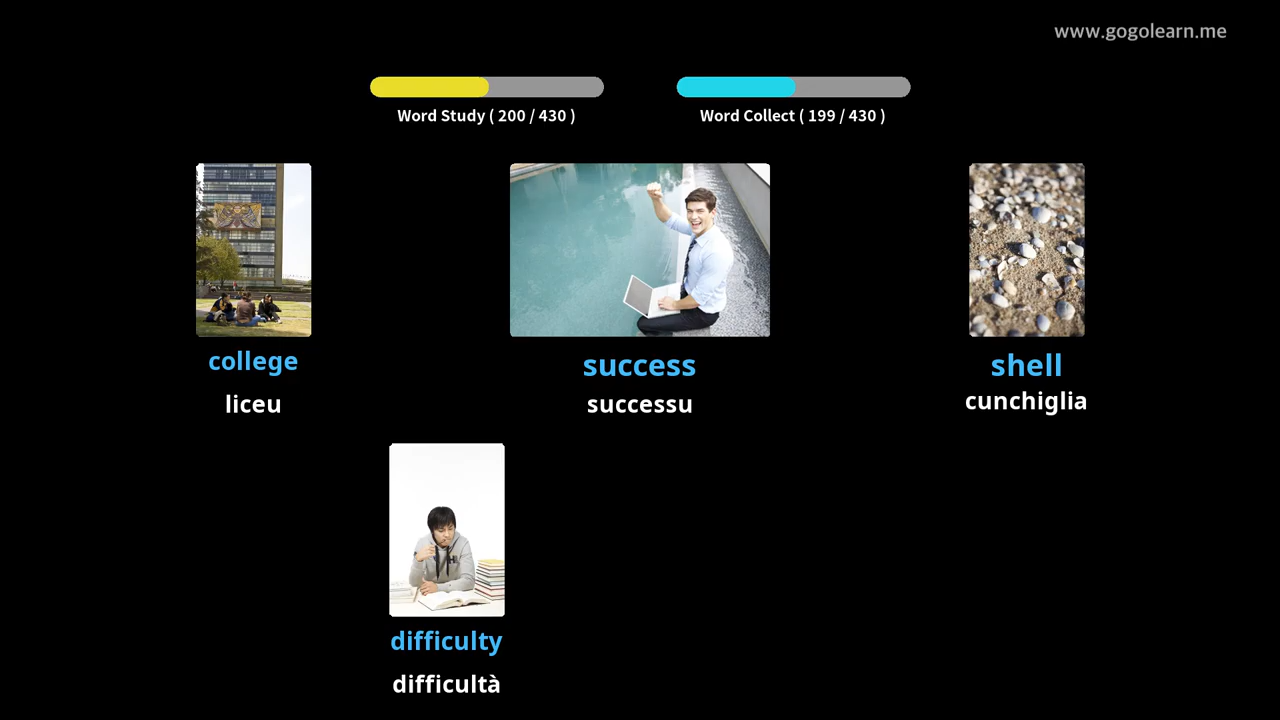 www.gogolearn.me
Word Study ( 200 / 430 )
Word Collect ( 199 / 430 )
college
success
shell
liceu
successu
cunchiglia
difficulty
difficultà